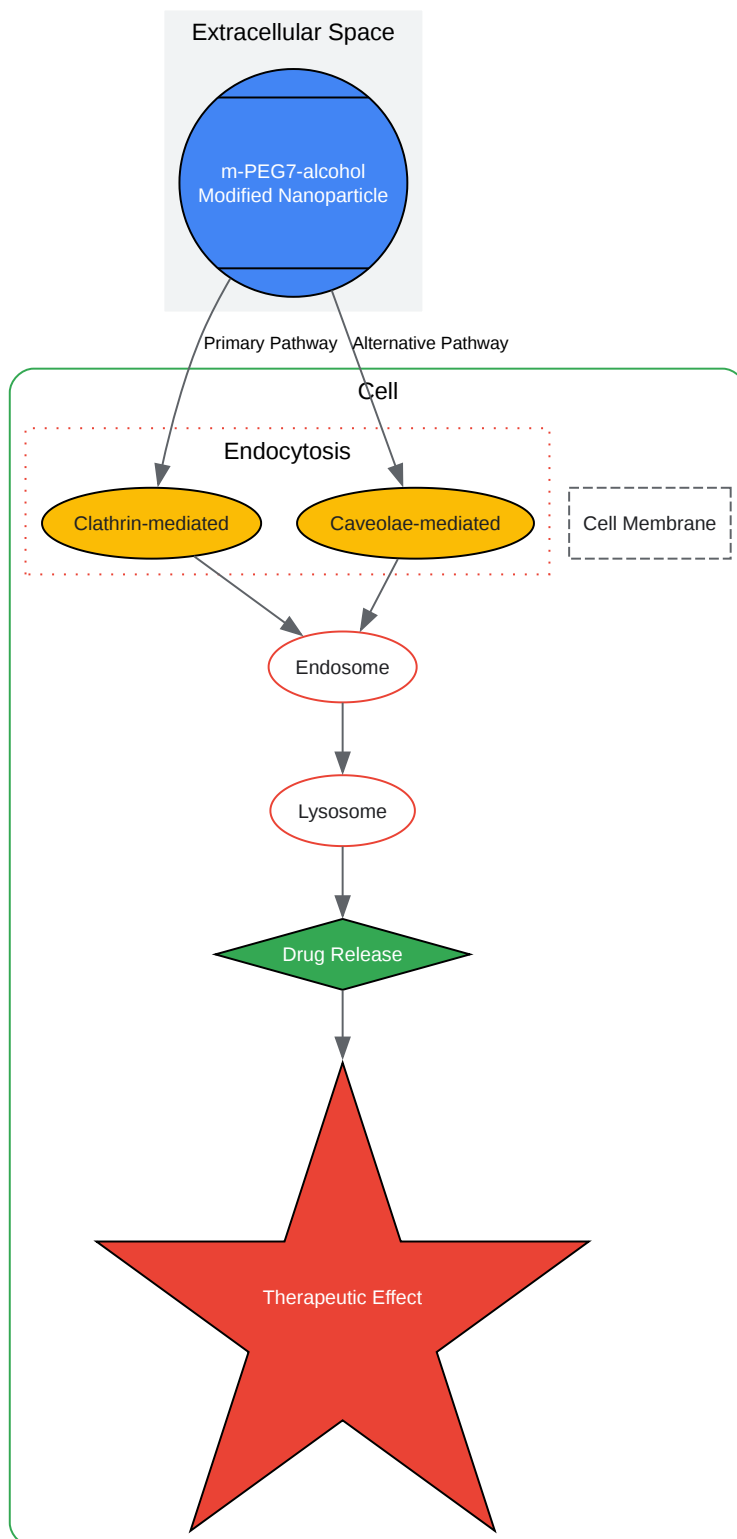 Extracellular Space
m-PEG7-alcohol
Modified Nanoparticle
Primary Pathway
Alternative Pathway
Cell
Endocytosis
Clathrin-mediated
Caveolae-mediated
Cell Membrane
Endosome
Lysosome
Drug Release
Therapeutic Effect